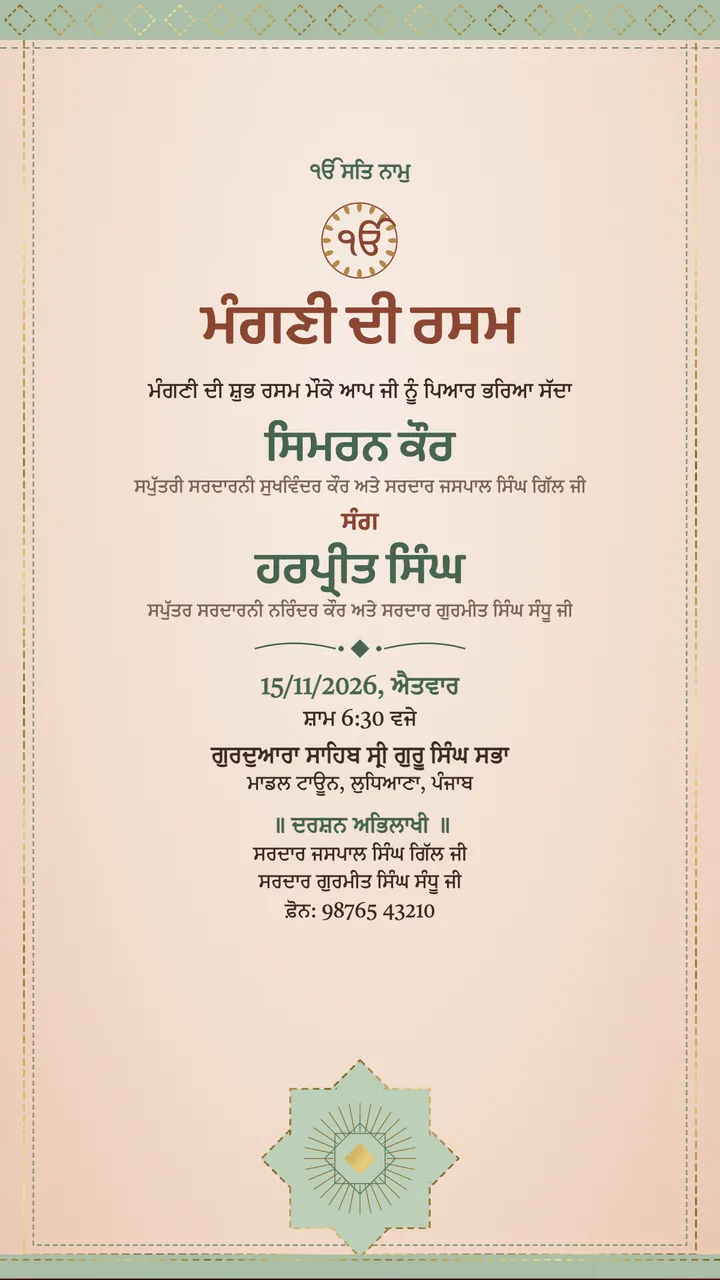 ੴ ਸਤਿ ਨਾਮੁ
ੴ
ਮੰਗਣੀ ਦੀ ਰਸਮ
ਮੰਗਣੀ ਦੀ ਸ਼ੁਭ ਰਸਮ ਮੌਕੇ ਆਪ ਜੀ ਨੂੰ ਪਿਆਰ ਭਰਿਆ ਸੱਦਾ
ਸਿਮਰਨ ਕੌਰ
ਸਪੁੱਤਰੀ ਸਰਦਾਰਨੀ ਸੁਖਵਿੰਦਰ ਕੌਰ ਅਤੇ ਸਰਦਾਰ ਜਸਪਾਲ ਸਿੰਘ ਗਿੱਲ ਜੀ
ਸੰਗ
ਹਰਪ੍ਰੀਤ ਸਿੰਘ
ਸਪੁੱਤਰ ਸਰਦਾਰਨੀ ਨਰਿੰਦਰ ਕੌਰ ਅਤੇ ਸਰਦਾਰ ਗੁਰਮੀਤ ਸਿੰਘ ਸੰਧੂ ਜੀ
15/11/2026, ਐਤਵਾਰ
ਸ਼ਾਮ 6:30 ਵਜੇ
ਗੁਰਦੁਆਰਾ ਸਾਹਿਬ ਸ੍ਰੀ ਗੁਰੂ ਸਿੰਘ ਸਭਾ
ਮਾਡਲ ਟਾਊਨ, ਲੁਧਿਆਣਾ, ਪੰਜਾਬ
॥ ਦਰਸ਼ਨ ਅਭਿਲਾਖੀ ॥
ਸਰਦਾਰ ਜਸਪਾਲ ਸਿੰਘ ਗਿੱਲ ਜੀ
ਸਰਦਾਰ ਗੁਰਮੀਤ ਸਿੰਘ ਸੰਧੂ ਜੀ
ਫ਼ੋਨ: 98765 43210